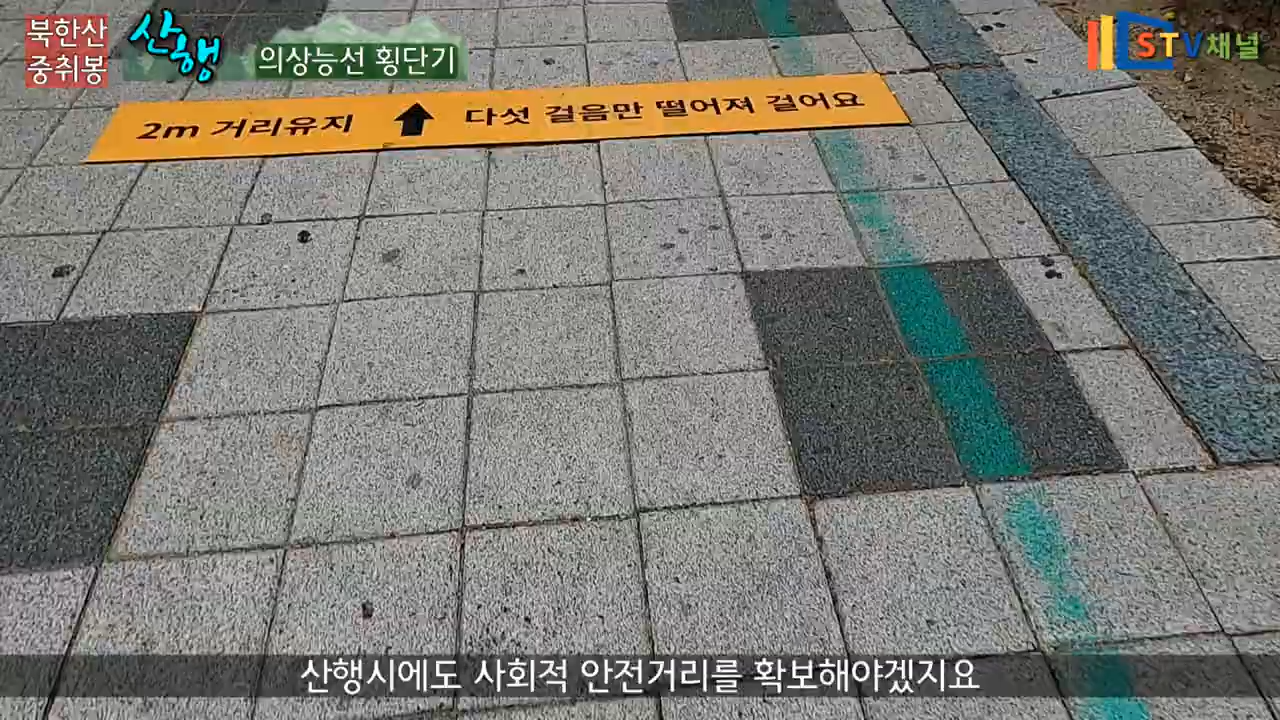 북한산
중취봉
산행
의상능선 횡단기
STV채널
2m 거리유지 ↑ 다섯 걸음만 떨어져 걸어요
산행시에도 사회적 안전거리를 확보해야겠지요